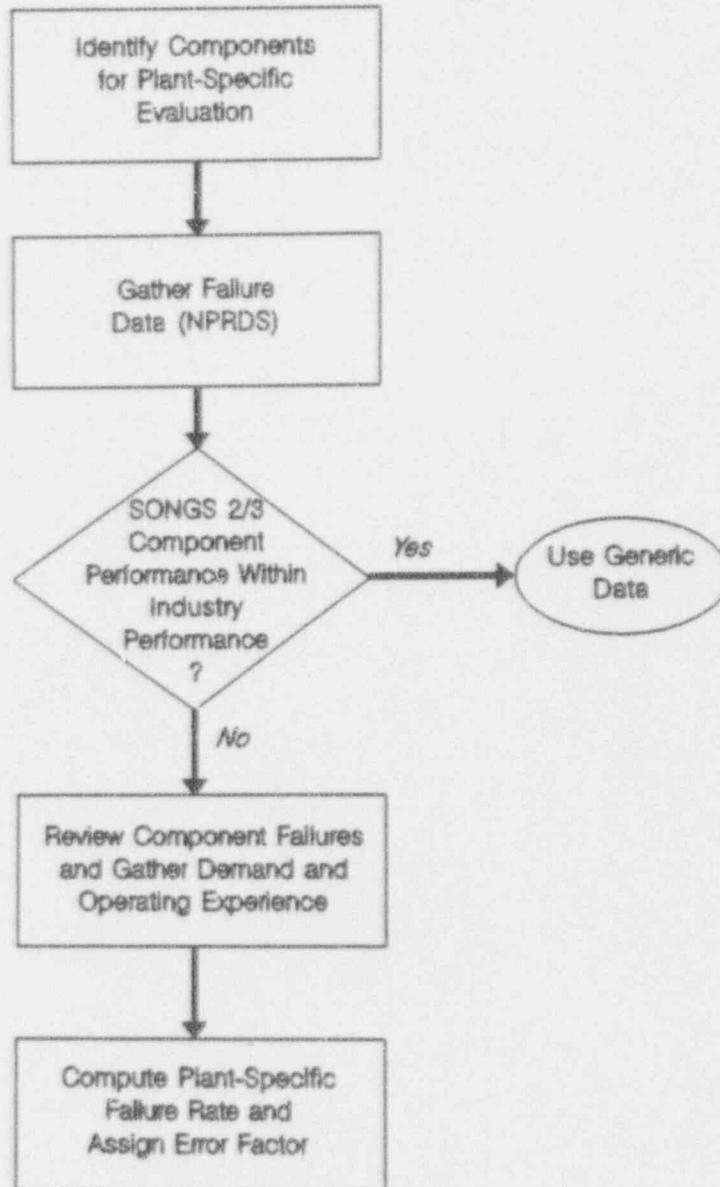 Identify Components
for Plant-Specific
Evaluation
Gather Failure
Data (NPRDS)
SONGS 2/3
Component
Performance Within
Industry
Performance
?
Yes
Use Generic
Data
No
Review Component Failures
and Gather Demand and
Operating Experience
Compute Plant-Specific
Failure Rate and
Assign Error Factor